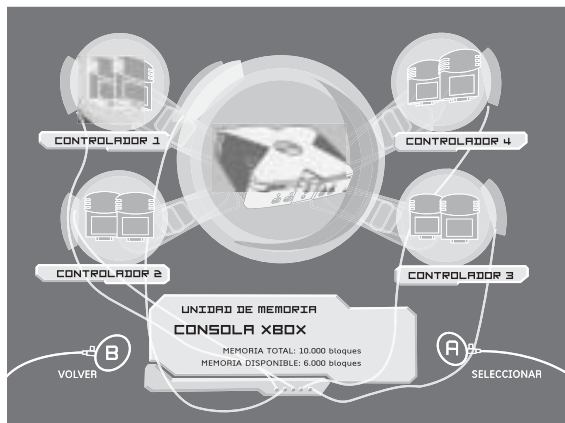 CONTROLADOR 1
CONTROLADOR 4
CONTROLADOR 2
CONTROLADOR 3
UNIDAD DE MEMORIA
CONSOLA XBOX
MEMORIA TOTAL: 10.000 bloques
MEMORIA DISPONIBLE: 6.000 bloques
B
VOLVER
A
SELECCIONAR